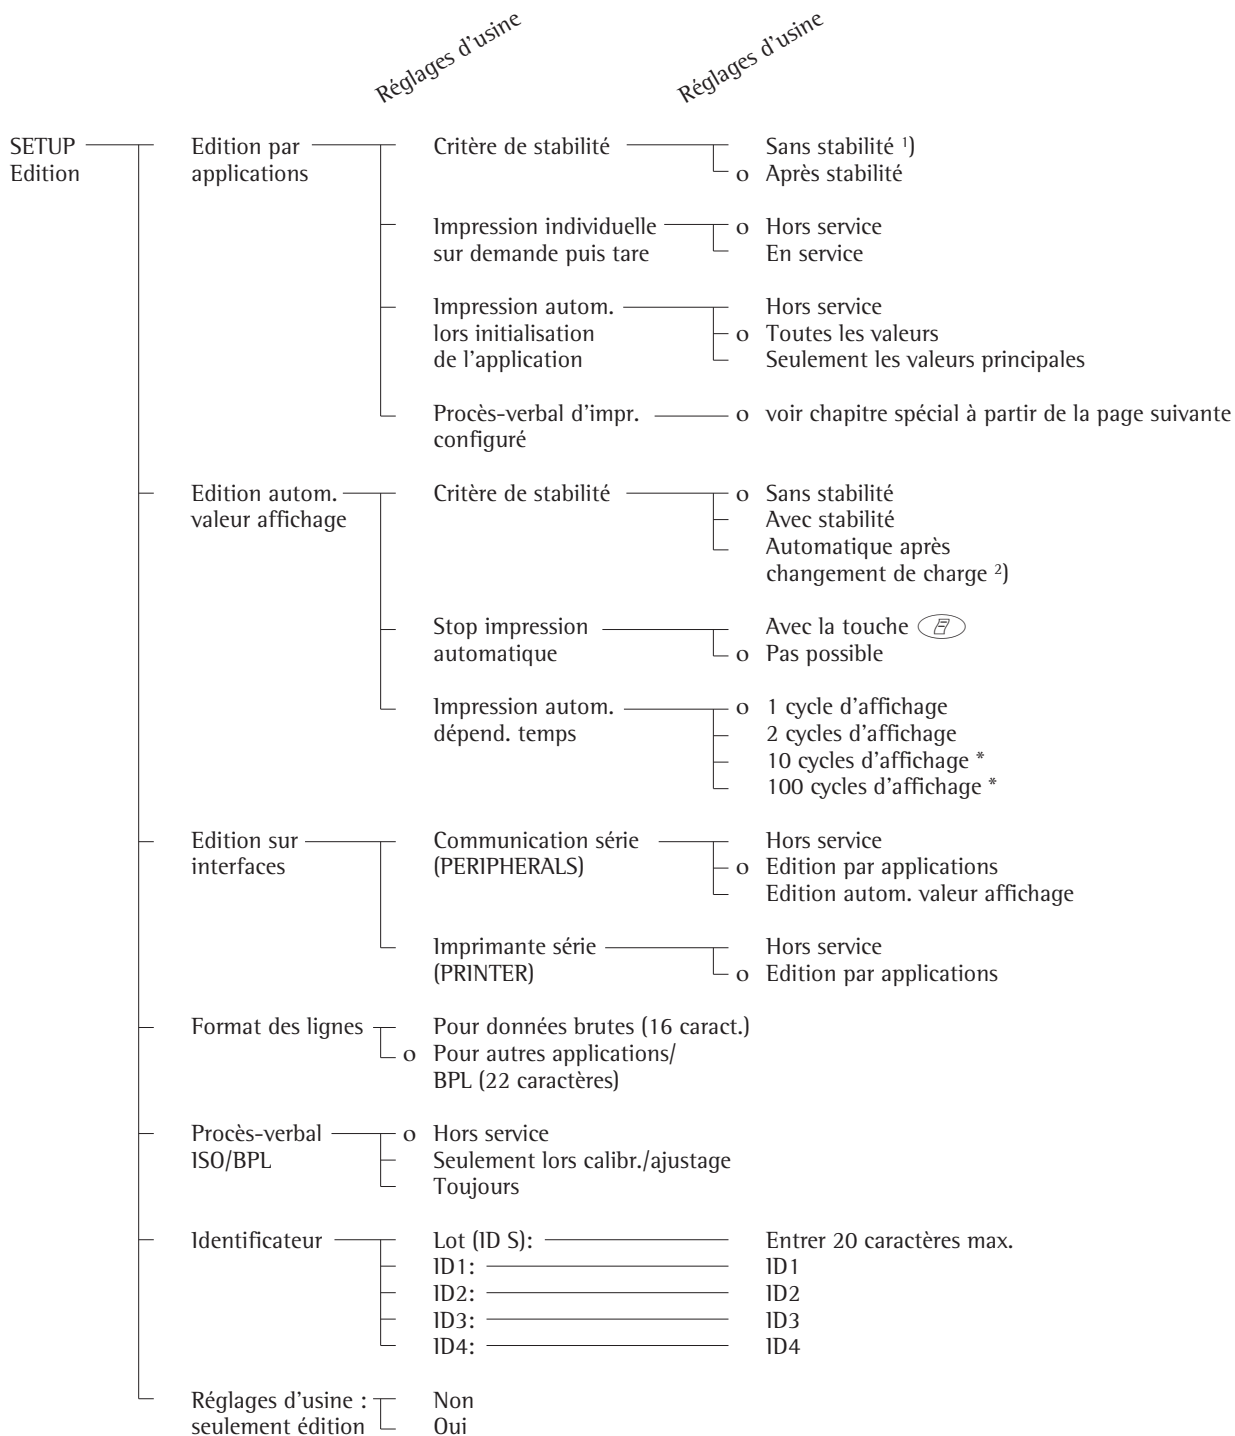 Réglages d'usine Réglages d'usine
SETUP Edition par Critère de stabilité Sans stabilité ¹)
Edition applications o Après stabilité
Impression individuelle o Hors service
sur demande puis tare En service
Impression autom. Hors service
lors initialisation o Toutes les valeurs
de l'application Seulement les valeurs principales
Procès-verbal d'impr. o voir chapitre spécial à partir de la page suivante
configuré
Edition autom. Critère de stabilité o Sans stabilité
valeur affichage Avec stabilité
Automatique après
changement de charge ²)
Stop impression Avec la touche
automatique o Pas possible
Impression autom. o 1 cycle d'affichage
dépend. temps 2 cycles d'affichage
10 cycles d'affichage *
100 cycles d'affichage *
Edition sur Communication série Hors service
interfaces (PERIPHERALS) o Edition par applications
Edition autom. valeur affichage
Imprimante série Hors service
(PRINTER) o Edition par applications
Format des lignes Pour données brutes (16 caract.)
o Pour autres applications/
BPL (22 caractères)
Procès-verbal o Hors service
ISO/BPL Seulement lors calibr./ajustage
Toujours
Identificateur Lot (ID S): Entrer 20 caractères max.
ID1: ID1
ID2: ID2
ID3: ID3
ID4: ID4
Réglages d'usine : Non
seulement édition Oui